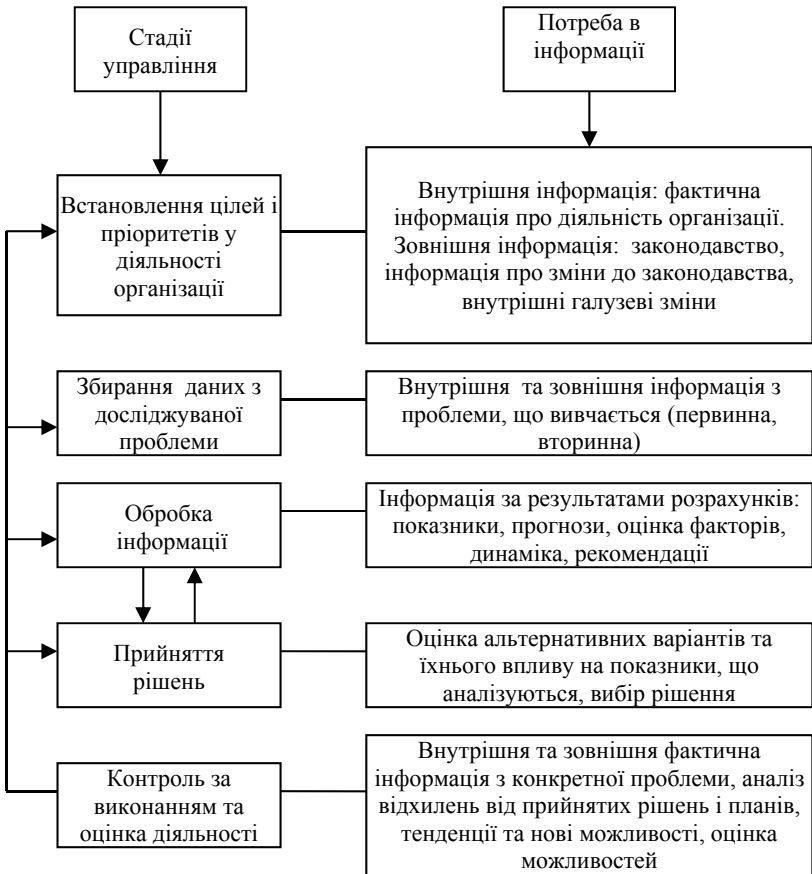 Стадії
управління
Потреба в
інформації
Встановлення цілей і
пріоритетів у
діяльності
організації
Внутрішня інформація: фактична
інформація про діяльність організації.
Зовнішня інформація: законодавство,
інформація про зміни до законодавства,
внутрішні галузеві зміни
Збирання даних з
досліджуваної
проблеми
Внутрішня та зовнішня інформація з
проблеми, що вивчається (первинна,
вторинна)
Обробка
інформації
Інформація за результатами розрахунків:
показники, прогнози, оцінка факторів,
динаміка, рекомендації
Прийняття
рішень
Оцінка альтернативних варіантів та
їхнього впливу на показники, що
аналізуються, вибір рішення
Контроль за
виконанням та
оцінка діяльності
Внутрішня та зовнішня фактична
інформація з конкретної проблеми, аналіз
відхилень від прийнятих рішень і планів,
тенденції та нові можливості, оцінка
можливостей